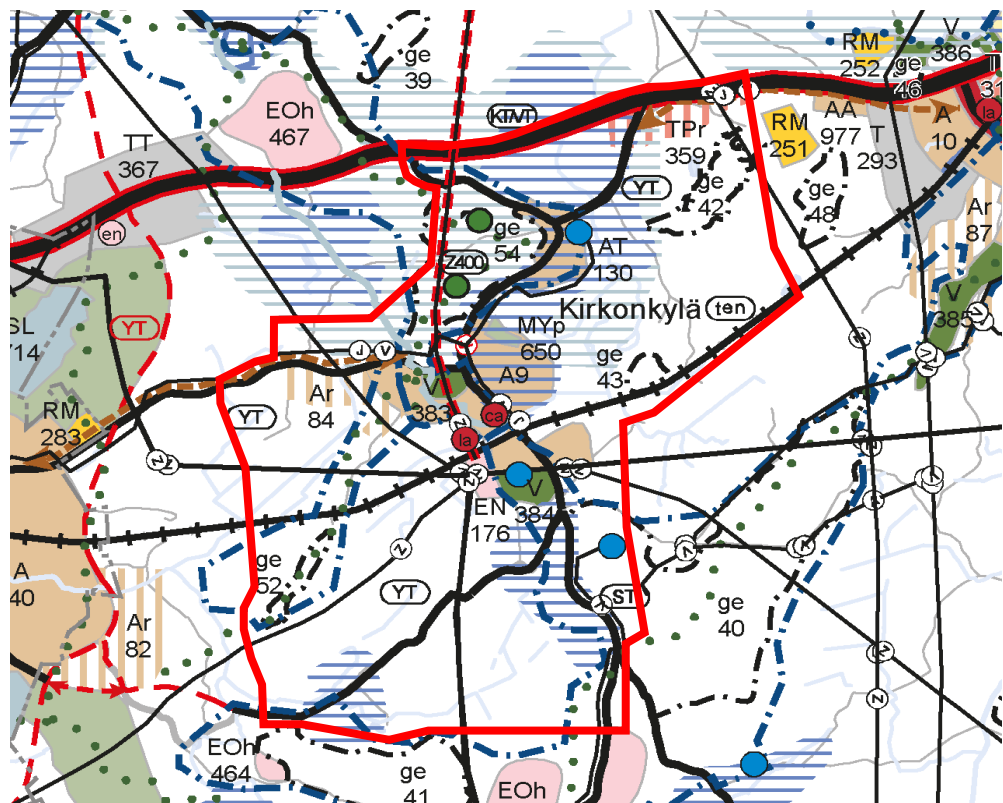 ge
39
V
386
RM
252
ge
46
I
31
la
EOh
467
KT/VT
TT
367
J
TPr
359
RM
251
AA
977
T
293
A
10
YT
ge
42
ge
48
Ar
87
en
ge
54
AT
130
Z400
Kirkonkylä
ten
V
385
SL
714
YT
MYp
650
ge
43
J
V
A9
V
383
RM
283
YT
Ar
84
ca
J
la
Z
Z
V
384
EN
176
Z
Z
ge
52
YT
ST
ge
40
A
40
Ar
82
Z
EOh
464
ge
41
EOh